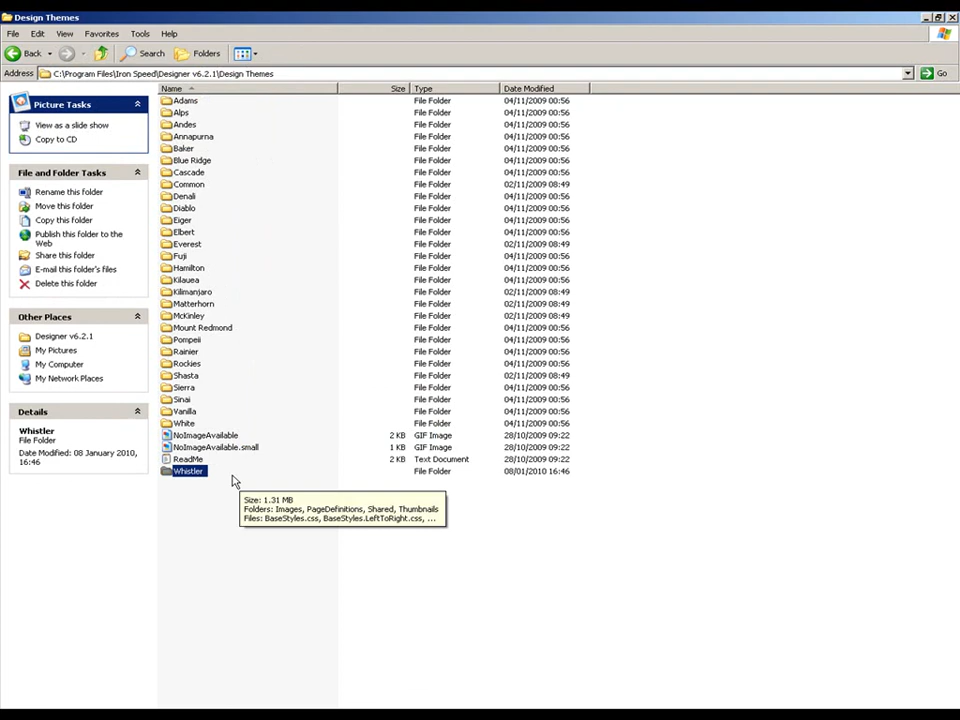 Design Themes
File Edit View Favorites Tools Help
Back Search Folders
Address C:\Program Files\Iron Speed\Designer v6.2.1\Design Themes Go
Picture Tasks
View as a slide show
Copy to CD
File and Folder Tasks
Rename this folder
Move this folder
Copy this folder
Publish this folder to the
Web
Share this folder
E-mail this folder's files
Delete this folder
Other Places
Designer v6.2.1
My Pictures
My Computer
My Network Places
Details
Whistler
File Folder
Date Modified: 08 January 2010,
16:46
Name Size Type Date Modified
Adams File Folder 04/11/2009 00:56
Alps File Folder 04/11/2009 00:56
Andes File Folder 04/11/2009 00:56
Annapurna File Folder 04/11/2009 00:56
Baker File Folder 04/11/2009 00:56
Blue Ridge File Folder 04/11/2009 00:56
Cascade File Folder 04/11/2009 00:56
Common File Folder 02/11/2009 08:49
Denali File Folder 04/11/2009 00:56
Diablo File Folder 04/11/2009 00:56
Eiger File Folder 04/11/2009 00:56
Elbert File Folder 04/11/2009 00:56
Everest File Folder 02/11/2009 08:49
Fuji File Folder 04/11/2009 00:56
Hamilton File Folder 04/11/2009 00:56
Kilauea File Folder 04/11/2009 00:56
Kilimanjaro File Folder 02/11/2009 08:49
Matterhorn File Folder 02/11/2009 08:49
McKinley File Folder 02/11/2009 08:49
Mount Redmond File Folder 04/11/2009 00:56
Pompeii File Folder 04/11/2009 00:56
Rainier File Folder 04/11/2009 00:56
Rockies File Folder 04/11/2009 00:56
Shasta File Folder 02/11/2009 08:49
Sierra File Folder 04/11/2009 00:56
Sinai File Folder 04/11/2009 00:56
Vanilla File Folder 04/11/2009 00:56
White File Folder 04/11/2009 00:56
NoImageAvailable 2 KB GIF Image 28/10/2009 09:22
NoImageAvailable.small 1 KB GIF Image 28/10/2009 09:22
ReadMe 2 KB Text Document 28/10/2009 09:22
Whistler File Folder 08/01/2010 16:46
Size: 1.31 MB
Folders: Images, PageDefinitions, Shared, Thumbnails
Files: BaseStyles.css, BaseStyles.LeftToRight.css, ...